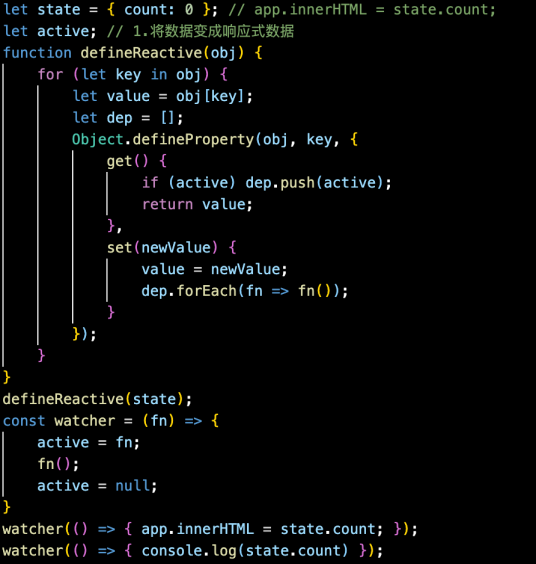 let state = { count: 0 }; // app.innerHTML = state.count;
let active; // 1.将数据变成响应式数据
function defineReactive(obj) {
    for (let key in obj) {
        let value = obj[key];
        let dep = [];
        Object.defineProperty(obj, key, {
            get() {
                if (active) dep.push(active);
                return value;
            },
            set(newValue) {
                value = newValue;
                dep.forEach(fn => fn());
            }
        });
    }
}
defineReactive(state);
const watcher = (fn) => {
    active = fn;
    fn();
    active = null;
}
watcher(() => { app.innerHTML = state.count; });
watcher(() => { console.log(state.count) });